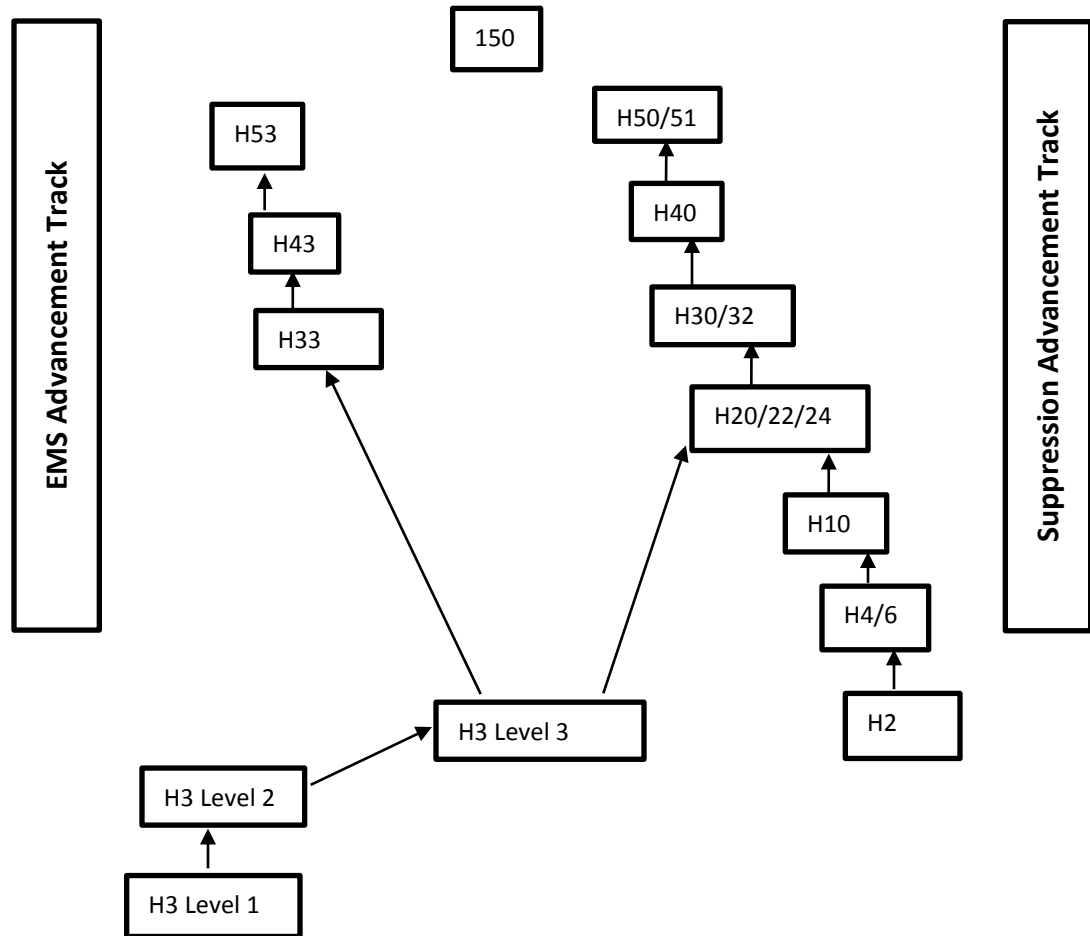 150
EMS Advancement Track
Suppression Advancement Track
H50/51
H53
H40
H43
H30/32
H33
H20/22/24
H10
H4/6
H2
H3 Level 3
H3 Level 2
H3 Level 1